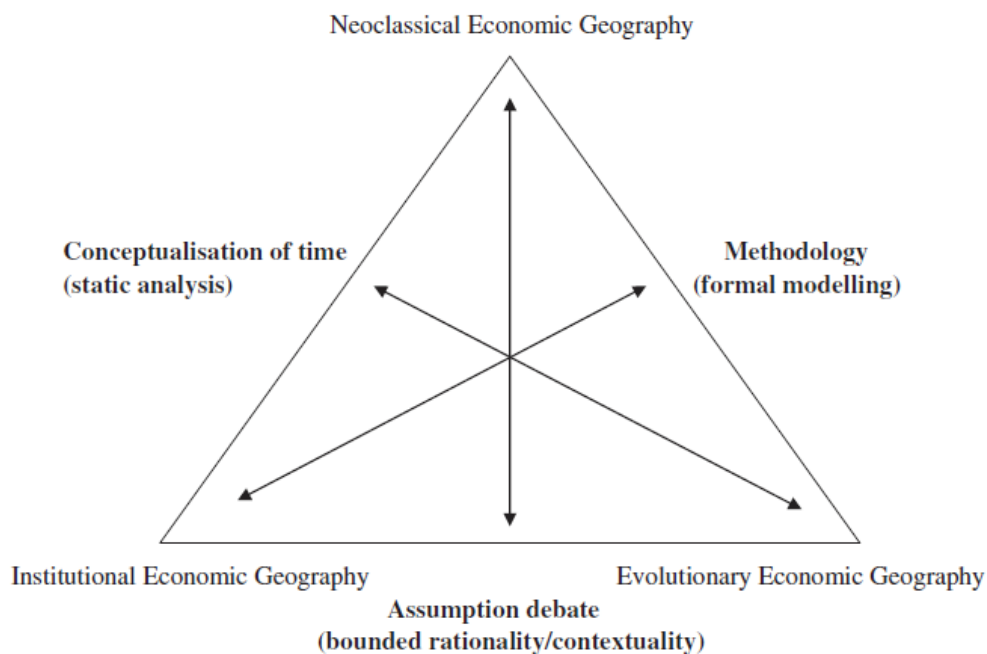 Neoclassical Economic Geography
Conceptualisation of time
(static analysis)
Methodology
(formal modelling)
Institutional Economic Geography
Evolutionary Economic Geography
Assumption debate
(bounded rationality/contextuality)